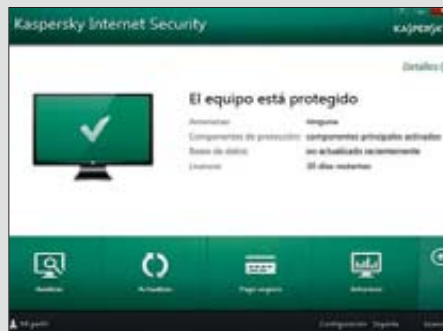 Kaspersky Internet Security
KASPERSKY
Detalles
El equipo está protegido
Amenazas: ninguna
Componentes de protección: componentes principales activados
Bases de datos: no actualizado recientemente
Licencia: 30 días restantes
Analizar
Actualizar
Pago seguro
Mi perfil
Configuración Soporte